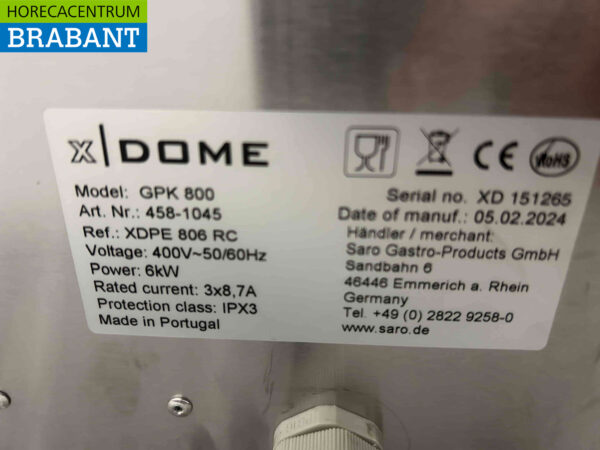 HORECACENTRUM
BRABANT
x|DOME
Model: GPK 800
Art. Nr.: 458-1045
Ref.: XDPE 806 RC
Voltage: 400V~50/60Hz
Power: 6kW
Rated current: 3x8,7A
Protection class: IPX3
Made in Portugal
CE
RoHS
Serial no. XD 151265
Date of manuf.: 05.02.2024
Händler / merchant:
Saro Gastro-Products GmbH
Sandbahn 6
46446 Emmerich a. Rhein
Germany
Tel. +49 (0) 2822 9258-0
www.saro.de